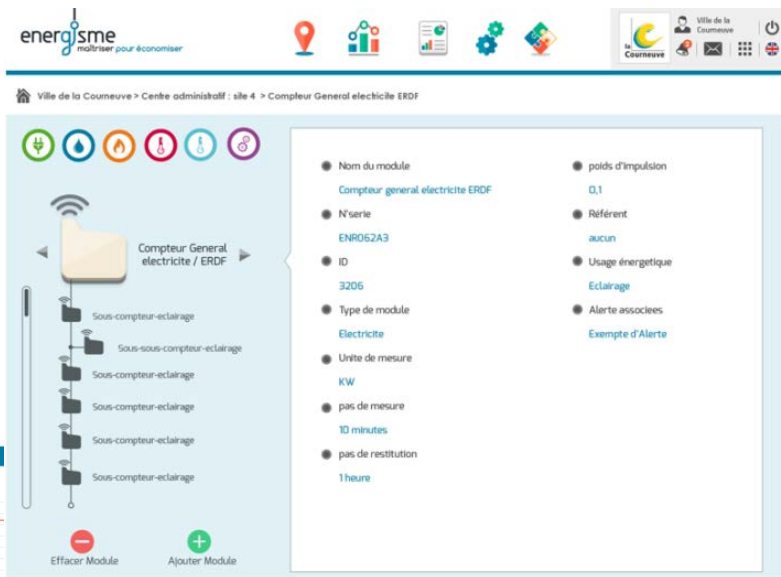 energisme
maîtriser pour économiser
la Courneuve
Ville de la
Courneuve
Ville de la Courneuve > Centre administratif : site 4 > Compteur General electricite ERDF
Compteur General
electricite / ERDF
Sous-compteur-eclairage
Sous-sous-compteur-eclairage
Sous-compteur-eclairage
Sous-compteur-eclairage
Sous-compteur-eclairage
Sous-compteur-eclairage
Effacer Module
Ajouter Module
Nom du module
Compteur general electricite ERDF
N°serie
ENR062A3
ID
3206
Type de module
Electricite
Unite de mesure
KW
pas de mesure
10 minutes
pas de restitution
1 heure
poids d'impulsion
0,1
Référent
aucun
Usage énergetique
Eclairage
Alerte associees
Exempte d'Alerte